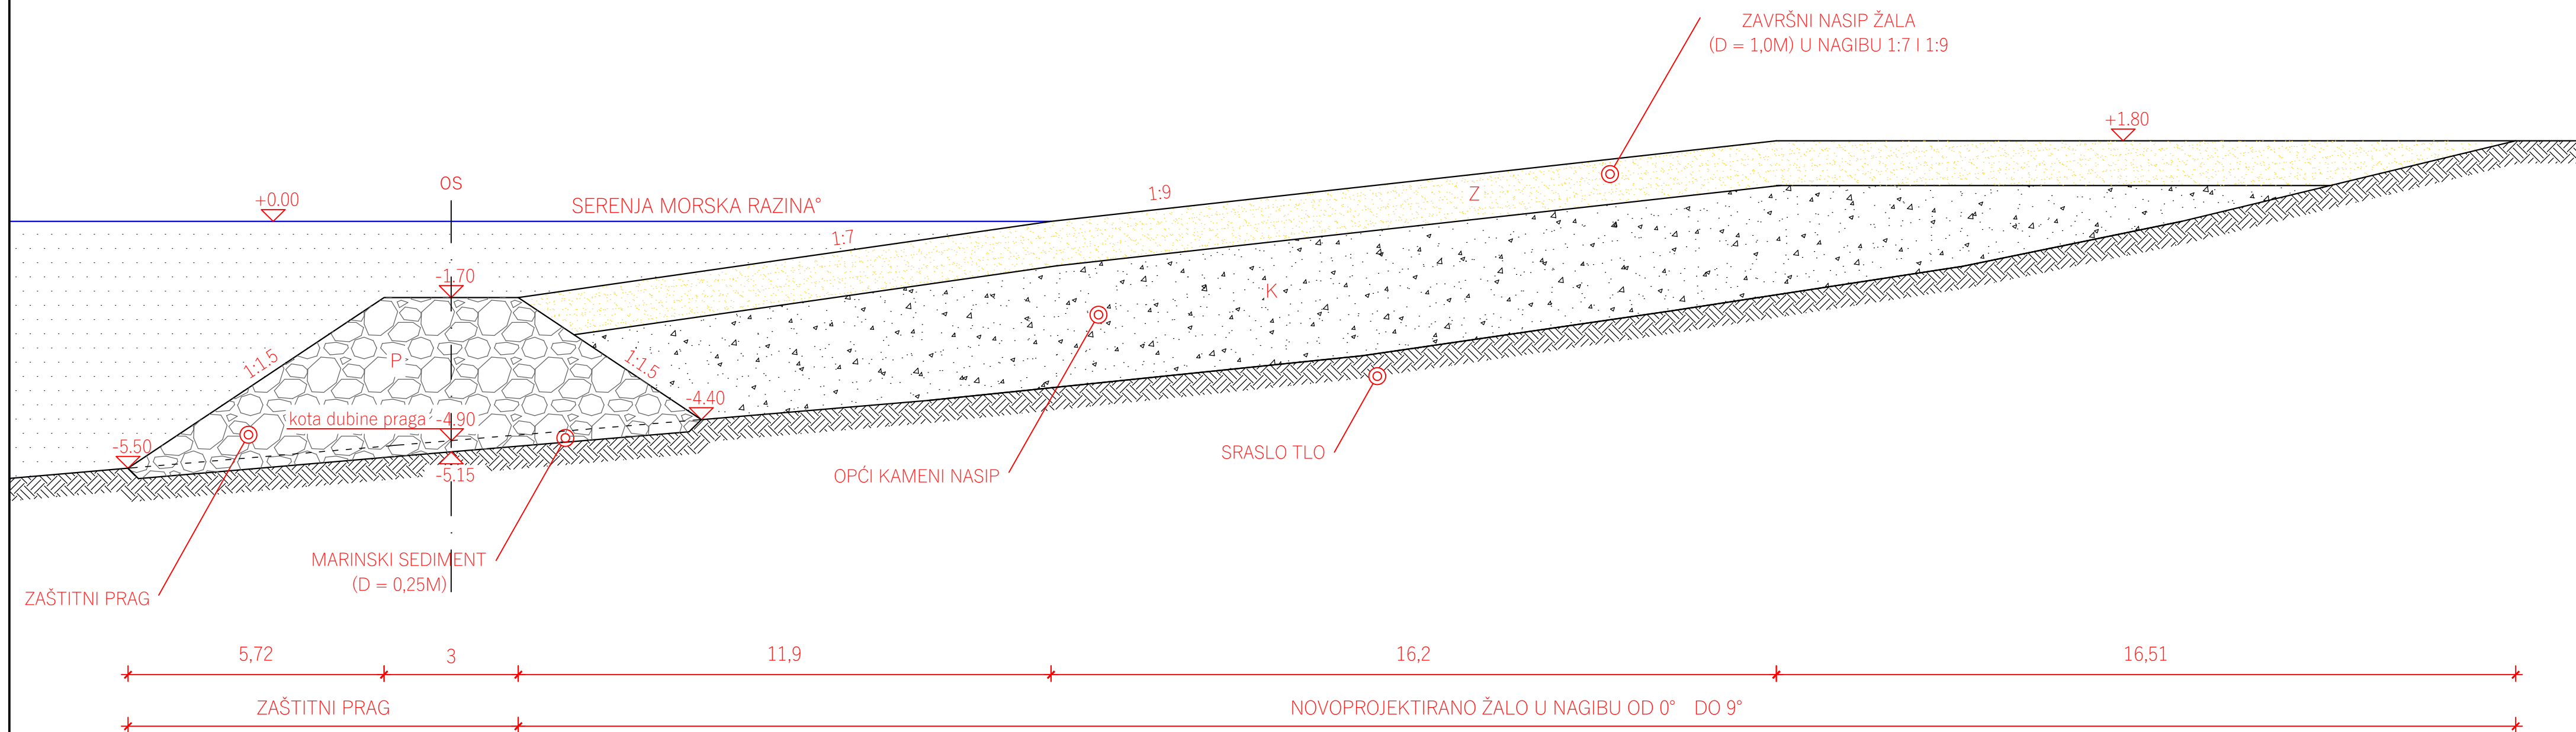 ZAVRŠNI NASIP ŽALA
(D = 1,0M) U NAGIBU 1:7 I 1:9
+1.80
OS
+0.00
SERENJA MORSKA RAZINA°
1:9
Z
1:7
-1.70
K
1:1.5
P
1:1.5
-4.40
kota dubine praga -4.90
-5.50
-5.15
SRASLO TLO
OPĆI KAMENI NASIP
MARINSKI SEDIMENT
(D = 0,25M)
ZAŠTITNI PRAG
5,72
3
11,9
16,2
16,51
ZAŠTITNI PRAG
NOVOPROJEKTIRANO ŽALO U NAGIBU OD 0° DO 9°